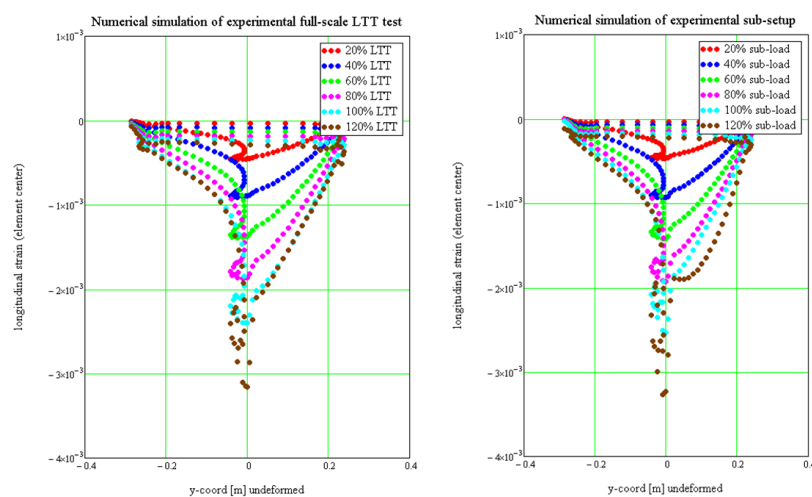 Numerical simulation of experimental full-scale LTT test
1×10⁻³
0
−1×10⁻³
−2×10⁻³
−3×10⁻³
−4×10⁻³
−0.4
−0.2
0
0.2
0.4
longitudinal strain (element center)
y-coord [m] undeformed
20% LTT
40% LTT
60% LTT
80% LTT
100% LTT
120% LTT
Numerical simulation of experimental sub-setup
1×10⁻³
0
−1×10⁻³
−2×10⁻³
−3×10⁻³
−4×10⁻³
−0.4
−0.2
0
0.2
0.4
longitudinal strain (element center)
y-coord [m] undeformed
20% sub-load
40% sub-load
60% sub-load
80% sub-load
100% sub-load
120% sub-load